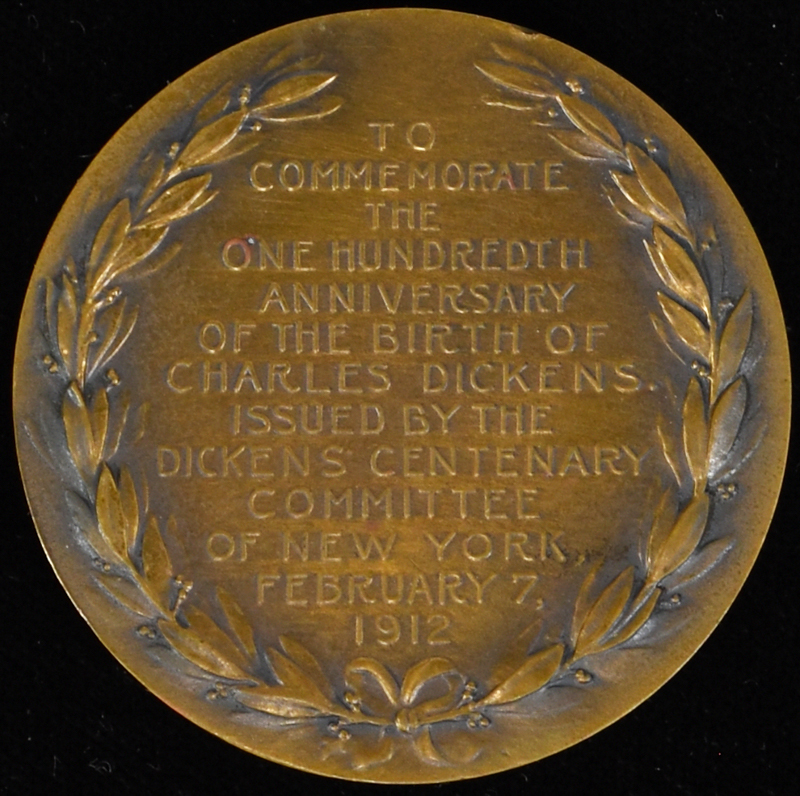 TO
COMMEMORATE
THE
ONE HUNDREDTH
ANNIVERSARY
OF THE BIRTH OF
CHARLES DICKENS.
ISSUED BY THE
DICKENS' CENTENARY
COMMITTEE
OF NEW YORK,
FEBRUARY 7,
1912